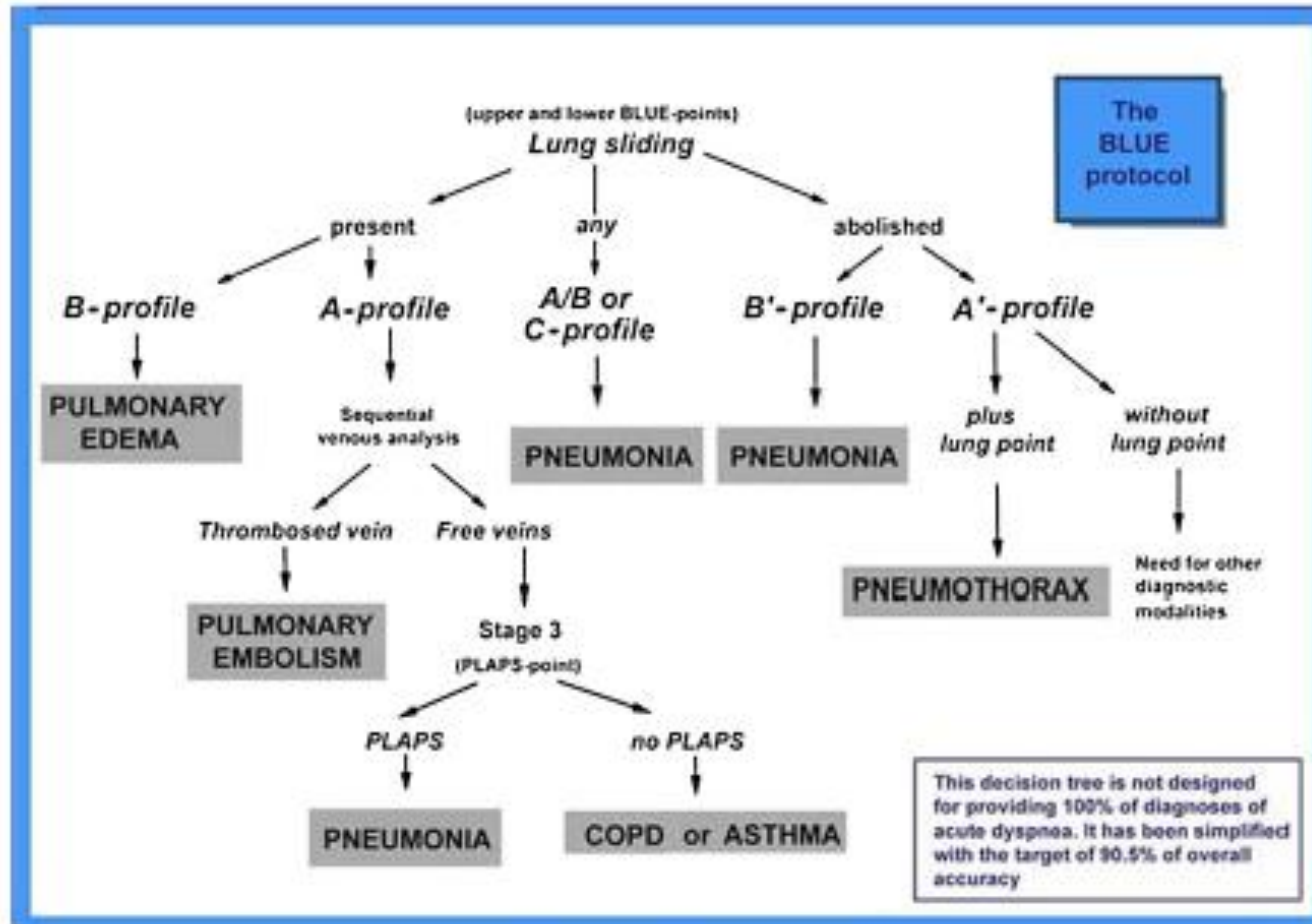 The
BLUE
protocol
(upper and lower BLUE-points)
Lung sliding
present
any
abolished
B-profile
A-profile
A/B or
C-profile
B'-profile
A'-profile
PULMONARY
EDEMA
Sequential
venous analysis
PNEUMONIA
PNEUMONIA
plus
lung point
without
lung point
Thrombosed vein
Free veins
PNEUMOTHORAX
Need for other
diagnostic
modalities
PULMONARY
EMBOLISM
Stage 3
(PLAPS-point)
PLAPS
no PLAPS
PNEUMONIA
COPD or ASTHMA
This decision tree is not designed
for providing 100% of diagnoses of
acute dyspnea. It has been simplified
with the target of 90.5% of overall
accuracy